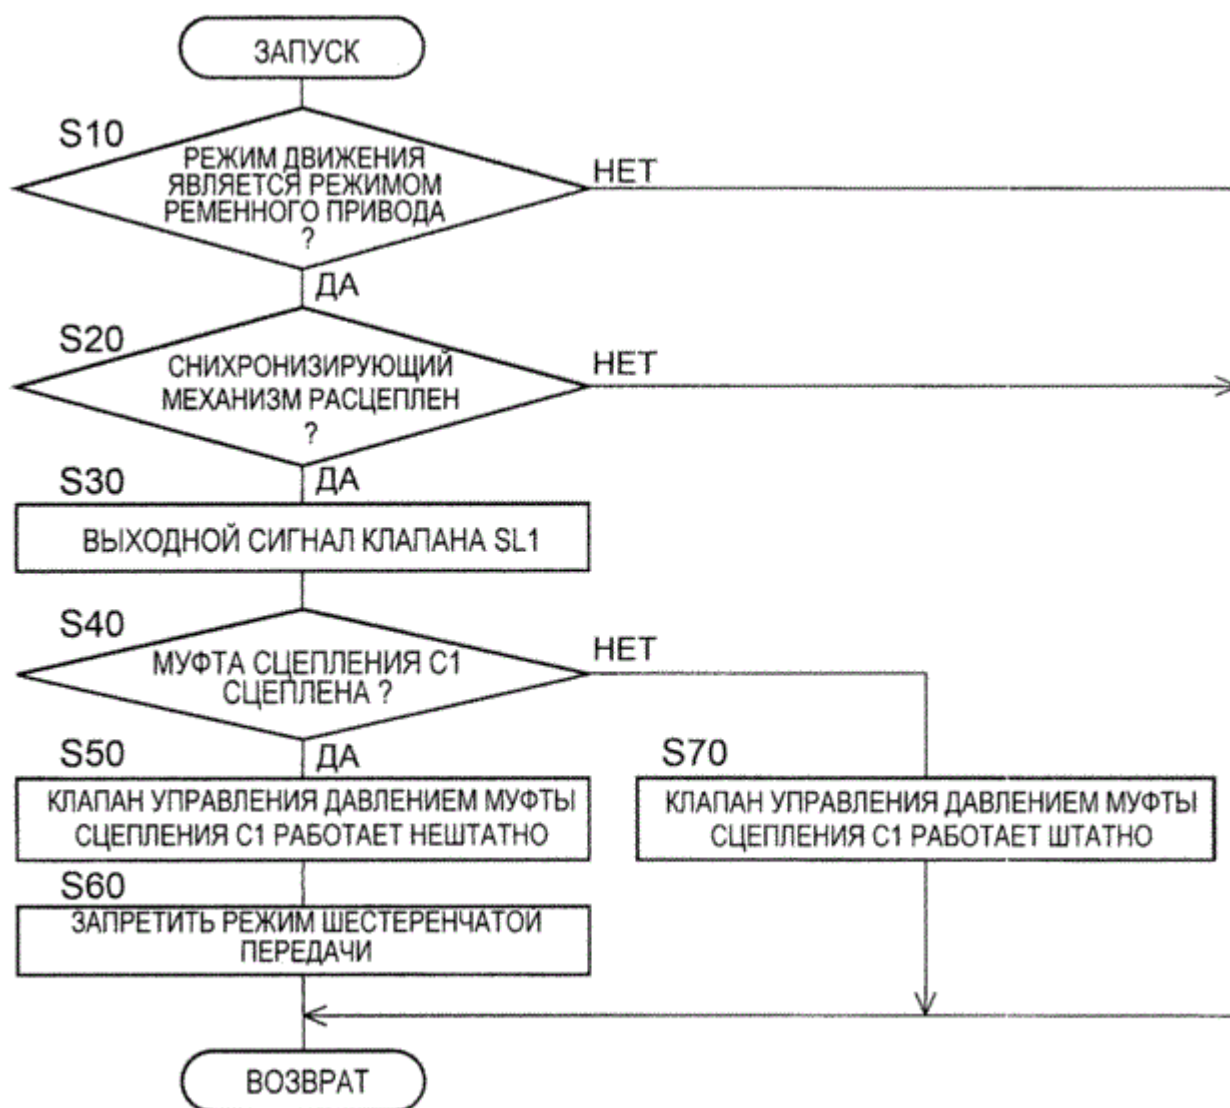 ЗАПУСК
S10
РЕЖИМ ДВИЖЕНИЯ
ЯВЛЯЕТСЯ РЕЖИМОМ
РЕМЕННОГО ПРИВОДА
?
НЕТ
ДА
S20
СНИХРОНИЗИРУЮЩИЙ
МЕХАНИЗМ РАСЦЕПЛЕН
?
НЕТ
ДА
S30
ВЫХОДНОЙ СИГНАЛ КЛАПАНА SL1
S40
МУФТА СЦЕПЛЕНИЯ С1
СЦЕПЛЕНА ?
НЕТ
ДА
S50
КЛАПАН УПРАВЛЕНИЯ ДАВЛЕНИЕМ МУФТЫ
СЦЕПЛЕНИЯ С1 РАБОТАЕТ НЕШТАТНО
S70
КЛАПАН УПРАВЛЕНИЯ ДАВЛЕНИЕМ МУФТЫ
СЦЕПЛЕНИЯ С1 РАБОТАЕТ ШТАТНО
S60
ЗАПРЕТИТЬ РЕЖИМ ШЕСТЕРЕНЧАТОЙ
ПЕРЕДАЧИ
ВОЗВРАТ